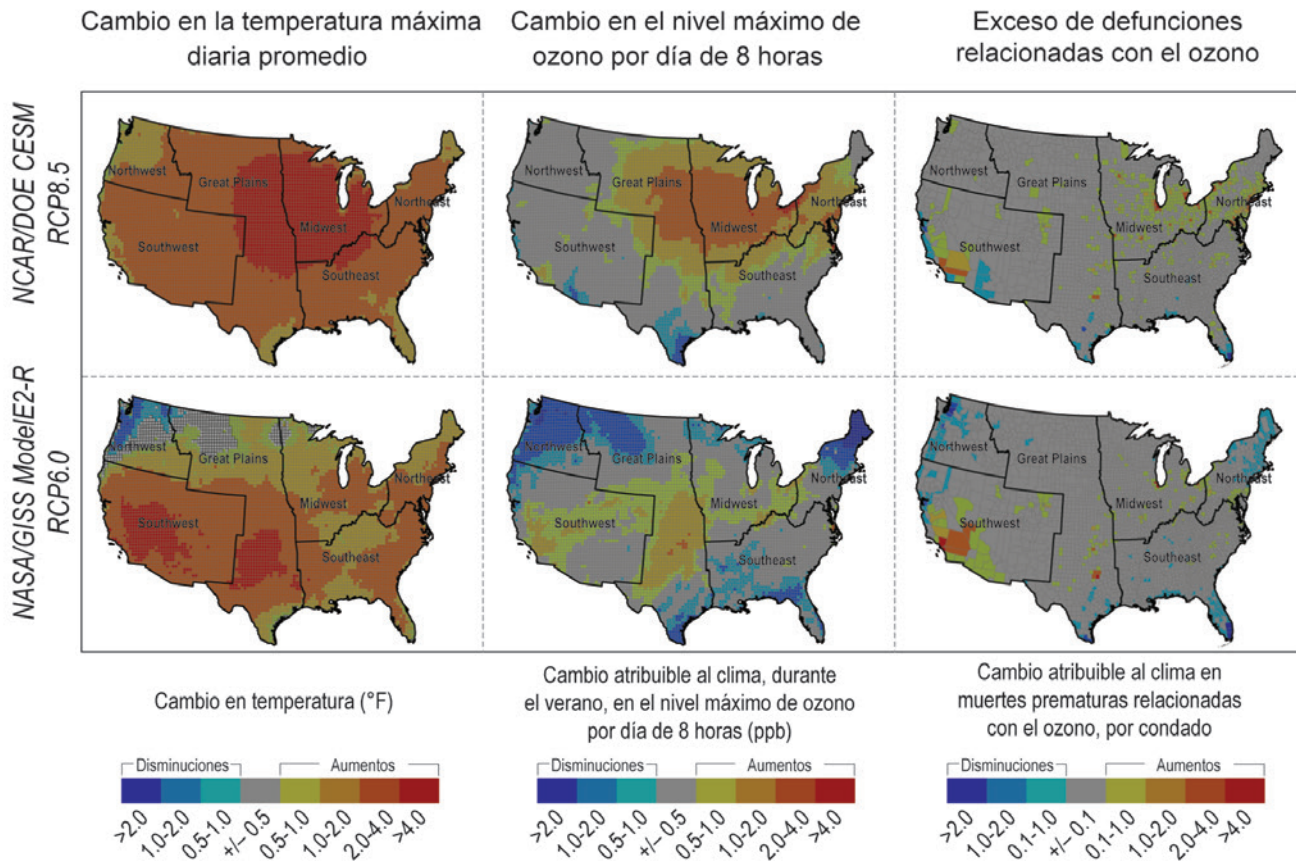 Cambio en la temperatura máxima
diaria promedio
Cambio en el nivel máximo de
ozono por día de 8 horas
Exceso de defunciones
relacionadas con el ozono
NCAR/DOE CESM
RCP8.5
Northwest
Great Plains
Midwest
Northeast
Southwest
Southeast
Northwest
Great Plains
Midwest
Northeast
Southwest
Southeast
Northwest
Great Plains
Midwest
Northeast
Southwest
Southeast
NASA/GISS ModelE2-R
RCP6.0
Northwest
Great Plains
Midwest
Northeast
Southwest
Southeast
Northwest
Great Plains
Midwest
Northeast
Southwest
Southeast
Northwest
Great Plains
Midwest
Northeast
Southwest
Southeast
Cambio en temperatura (°F)
Disminuciones Aumentos
>2.0 1.0-2.0 0.5-1.0 +/– 0.5 0.5-1.0 1.0-2.0 2.0-4.0 >4.0
Cambio atribuible al clima, durante
el verano, en el nivel máximo de ozono
por día de 8 horas (ppb)
Disminuciones Aumentos
>2.0 1.0-2.0 0.5-1.0 +/– 0.5 0.5-1.0 1.0-2.0 2.0-4.0 >4.0
Cambio atribuible al clima en
muertes prematuras relacionadas
con el ozono, por condado
Disminuciones Aumentos
>2.0 1.0-2.0 0.1-1.0 +/– 0.1 0.1-1.0 1.0-2.0 2.0-4.0 >4.0